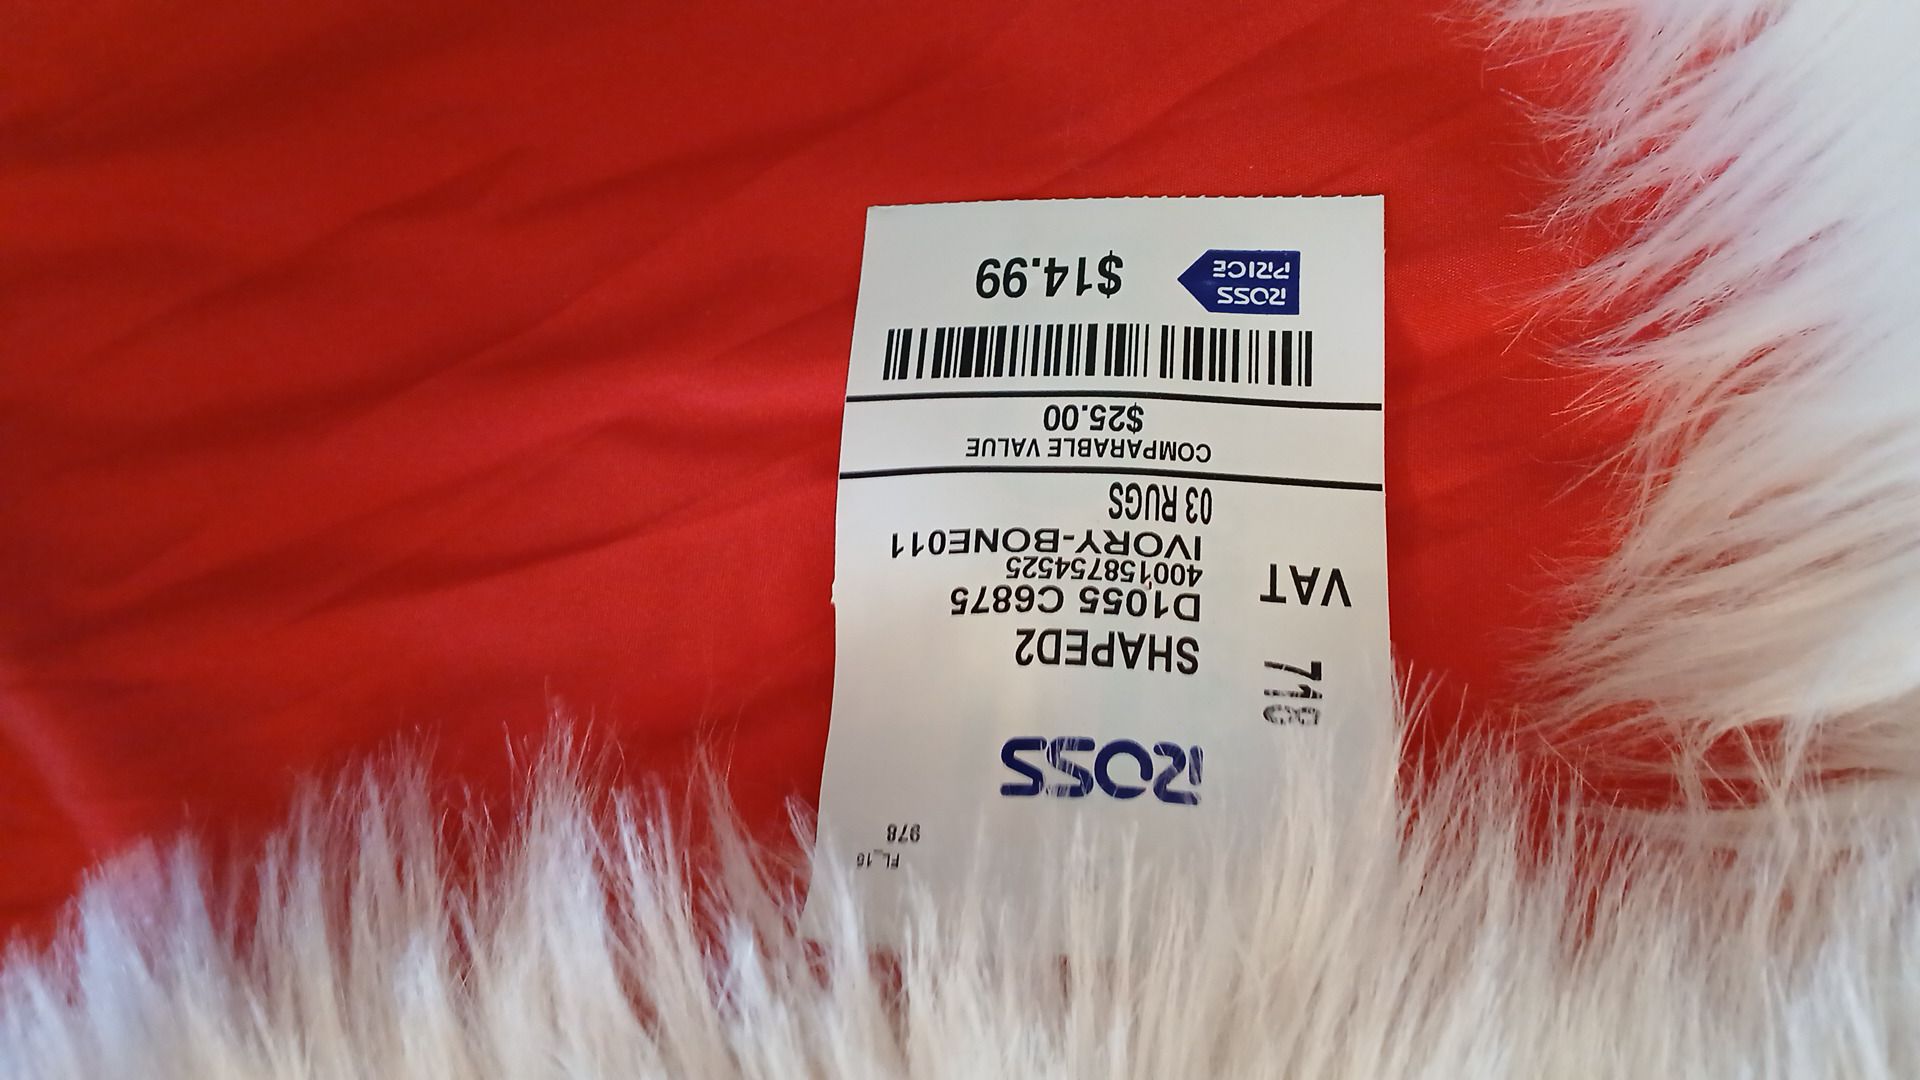 FL_15
978
ROSS
SHAPED2
D1055 C6875
400158754525
IVORY-BONE011
03 RUGS
VAT
COMPARABLE VALUE
$25.00
ROSS
PRICE
$14.99